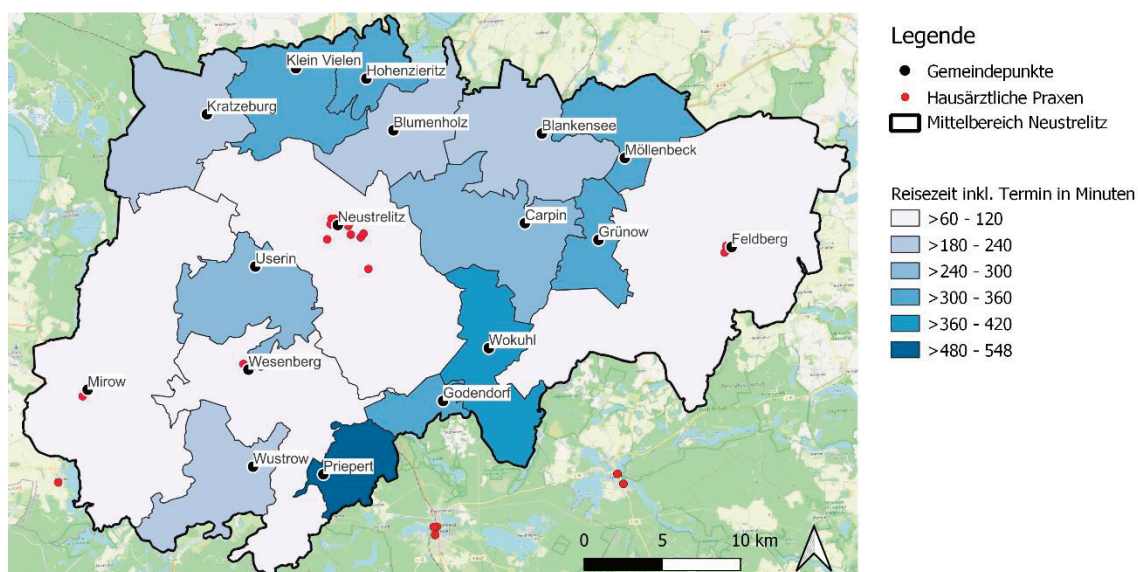 Klein Vielen
Hohenzieritz
Kratzeburg
Blumenholz
Blankensee
Möllenbeck
Neustrelitz
Carpin
Grünow
Feldberg
Userin
Wokuhl
Wesenberg
Mirow
Godendorf
Wustrow
Priepert
0 5 10 km
Legende
Gemeindepunkte
Hausärztliche Praxen
Mittelbereich Neustrelitz
Reisezeit inkl. Termin in Minuten
>60 - 120
>180 - 240
>240 - 300
>300 - 360
>360 - 420
>480 - 548